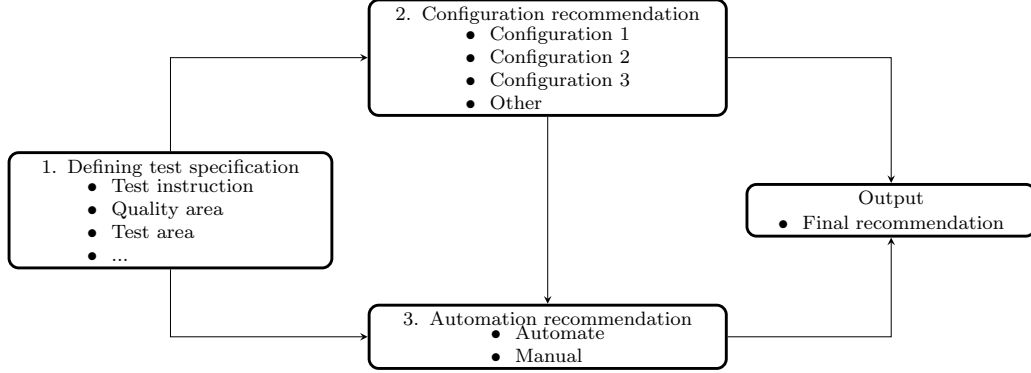 2. Configuration recommendation
● Configuration 1
● Configuration 2
● Configuration 3
● Other
1. Defining test specification
● Test instruction
● Quality area
● Test area
● ...
Output
● Final recommendation
3. Automation recommendation
● Automate
● Manual